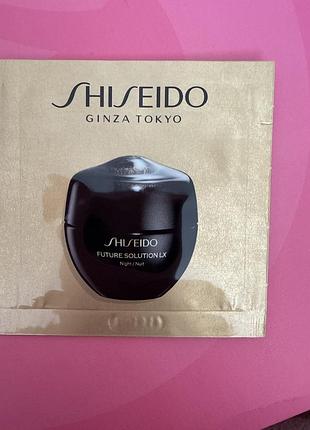 SHISEIDO
GINZA TOKYO
SHISEIDO
FUTURE SOLUTION LX
Night / Nuit